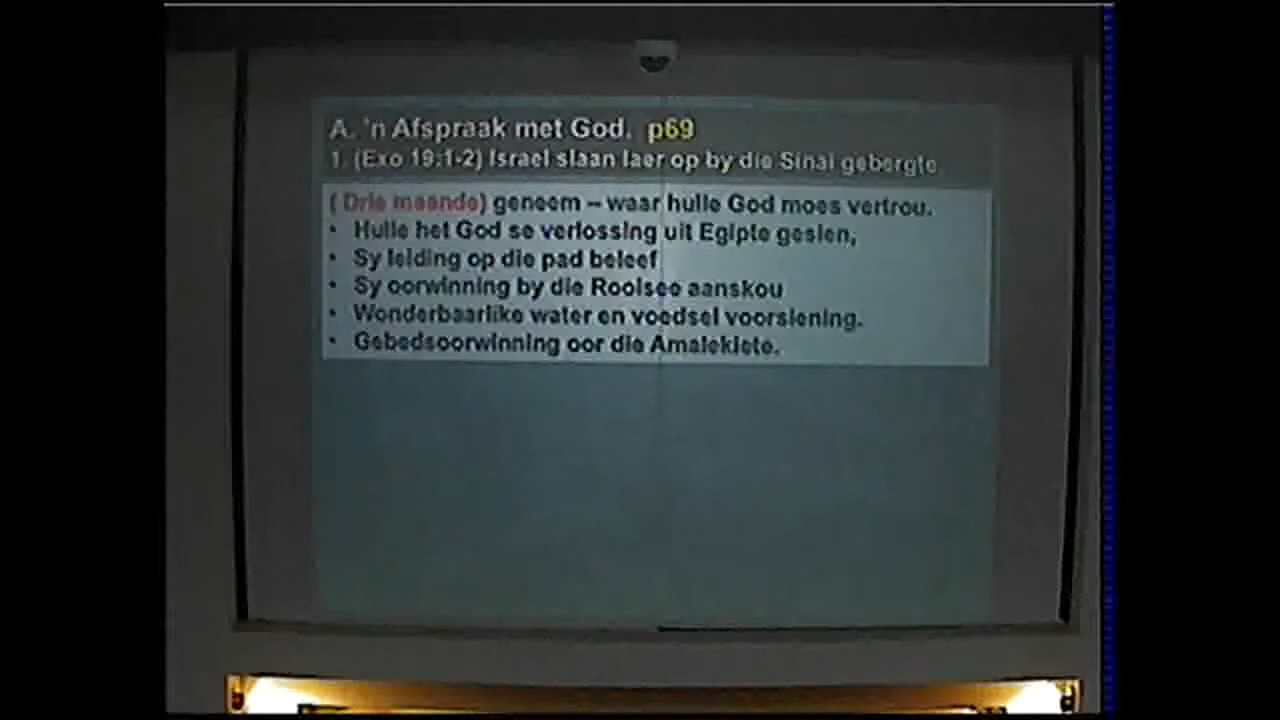 A. 'n Afspraak met God. p69
1. (Exo 19:1-2) Israel slaan laer op by die Sinai gebergte.
( Drie maande) geneem – waar hulle God moes vertrou.
• Hulle het God se verlossing uit Egipte gesien,
• Sy leiding op die pad beleef
• Sy oorwinning by die Rooisee aanskou
• Wonderbaarlike water en voedsel voorsiening.
• Gebedsoorwinning oor die Amalekiete.